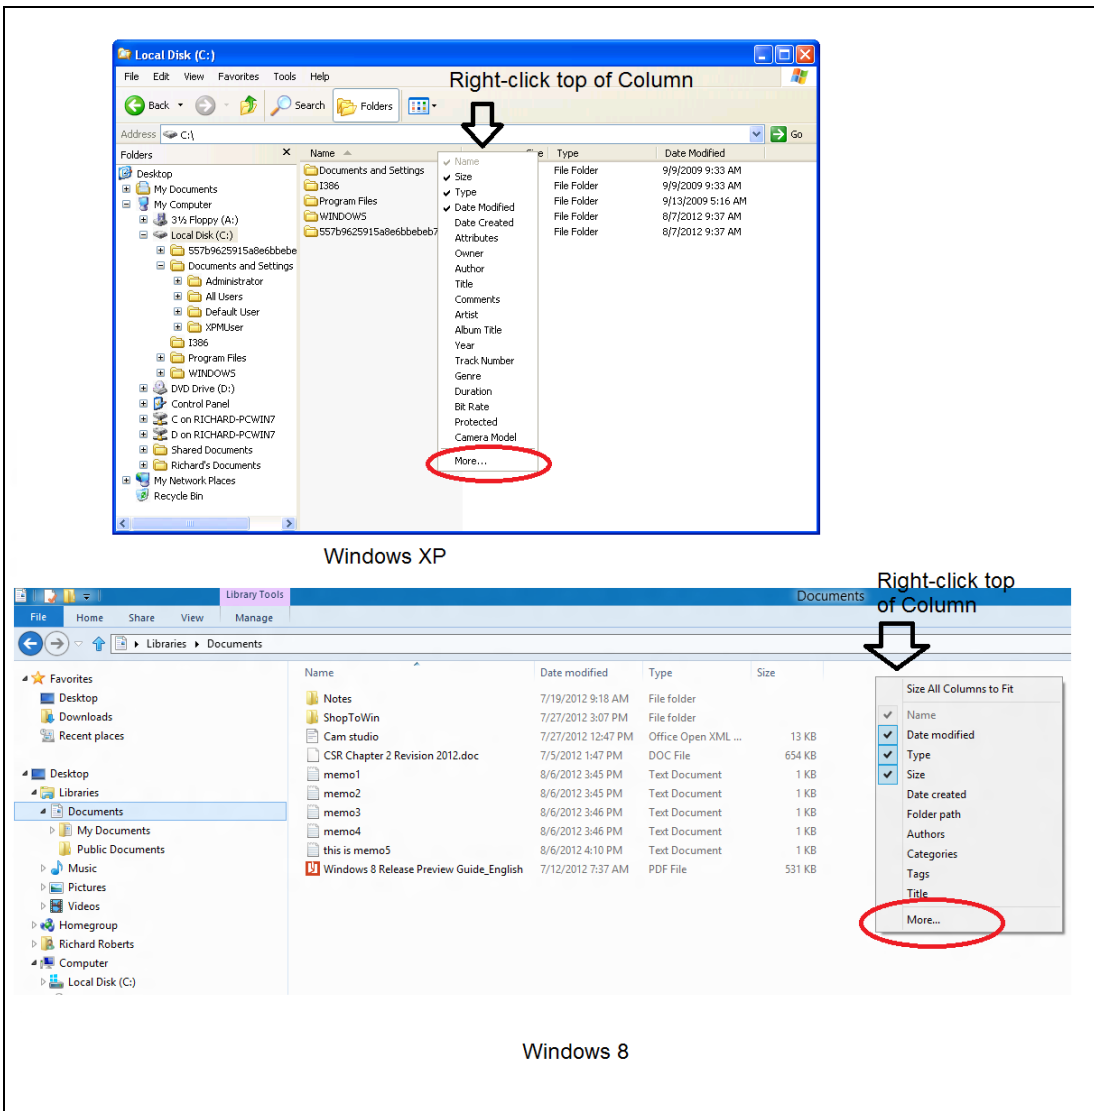 Local Disk (C:)
File Edit View Favorites Tools Help
Right-click top of Column
Back Search Folders
Address C:\ Go
Folders X Name Type Date Modified
Desktop
My Documents
My Computer
3½ Floppy (A:)
Local Disk (C:)
557b9625915a8e6bbebe
Documents and Settings
Administrator
All Users
Default User
XPMUser
I386
Program Files
WINDOWS
DVD Drive (D:)
Control Panel
C on RICHARD-PCWIN7
D on RICHARD-PCWIN7
Shared Documents
Richard's Documents
My Network Places
Recycle Bin
Documents and Settings File Folder 9/9/2009 9:33 AM
I386 File Folder 9/9/2009 9:33 AM
Program Files File Folder 9/13/2009 5:16 AM
WINDOWS File Folder 8/7/2012 9:37 AM
557b9625915a8e6bbebeb7 File Folder 8/7/2012 9:37 AM
Name
Size
Type
Date Modified
Date Created
Attributes
Owner
Author
Title
Comments
Artist
Album Title
Year
Track Number
Genre
Duration
Bit Rate
Protected
Camera Model
More...
Windows XP
Right-click top
of Column
Library Tools Documents
File Home Share View Manage
Libraries Documents
Favorites
Desktop
Downloads
Recent places
Desktop
Libraries
Documents
My Documents
Public Documents
Music
Pictures
Videos
Homegroup
Richard Roberts
Computer
Local Disk (C:)
Name Date modified Type Size
Notes 7/19/2012 9:18 AM File folder
ShopToWin 7/27/2012 3:07 PM File folder
Cam studio 7/27/2012 12:47 PM Office Open XML ... 13 KB
CSR Chapter 2 Revision 2012.doc 7/5/2012 1:47 PM DOC File 654 KB
memo1 8/6/2012 3:45 PM Text Document 1 KB
memo2 8/6/2012 3:45 PM Text Document 1 KB
memo3 8/6/2012 3:46 PM Text Document 1 KB
memo4 8/6/2012 3:46 PM Text Document 1 KB
this is memo5 8/6/2012 4:10 PM Text Document 1 KB
Windows 8 Release Preview Guide_English 7/12/2012 7:37 AM PDF File 531 KB
Size All Columns to Fit
Name
Date modified
Type
Size
Date created
Folder path
Authors
Categories
Tags
Title
More...
Windows 8